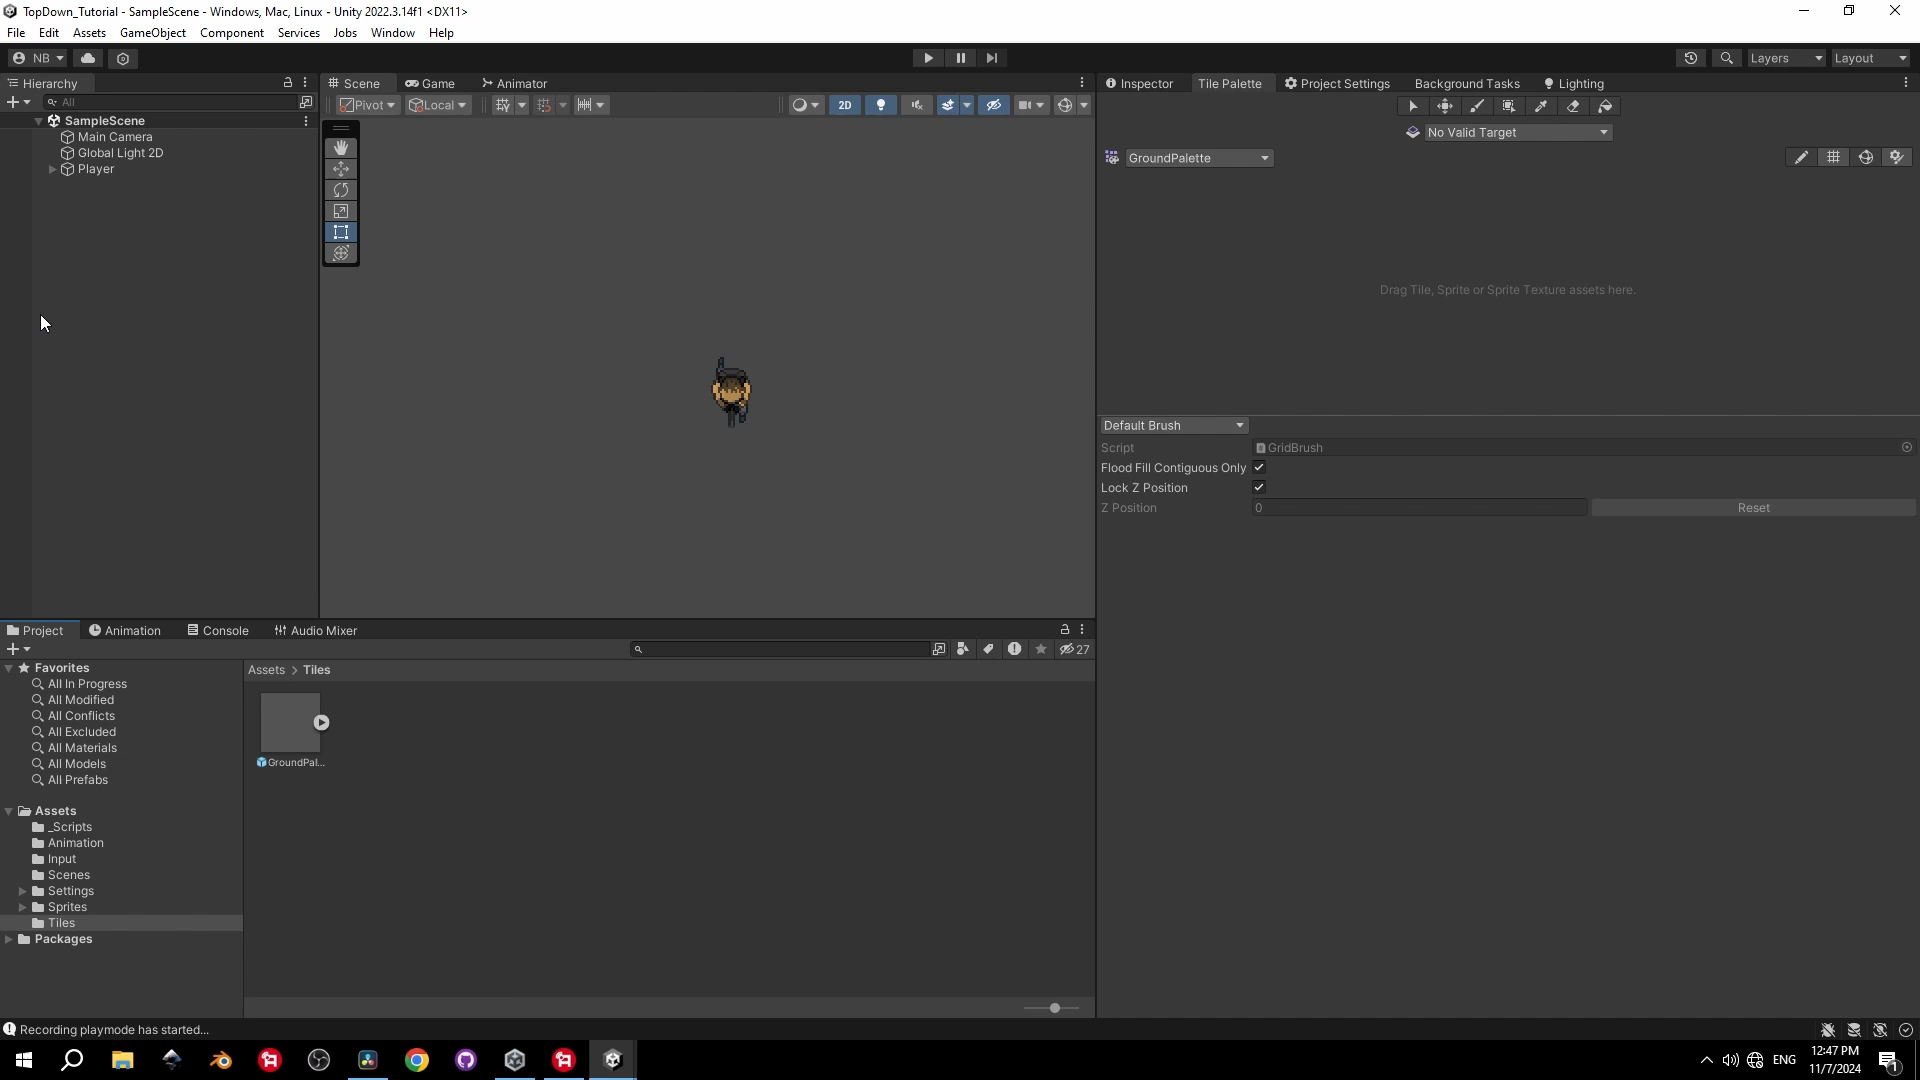 TopDown_Tutorial - SampleScene - Windows, Mac, Linux - Unity 2022.3.14f1 <DX11>
File Edit Assets GameObject Component Services Jobs Window Help
NB Layers Layout
Hierarchy Scene Game Animator Inspector Tile Palette Project Settings Background Tasks Lighting
All Pivot Local 2D
SampleScene
Main Camera
No Valid Target
Global Light 2D
GroundPalette
Player
Drag Tile, Sprite or Sprite Texture assets here.
Default Brush
Script GridBrush
Flood Fill Contiguous Only
Lock Z Position
Z Position 0 Reset
Project Animation Console Audio Mixer
27
Favorites
Assets > Tiles
All In Progress
All Modified
All Conflicts
All Excluded
All Materials
All Models
GroundPal...
All Prefabs
Assets
_Scripts
Animation
Input
Scenes
Settings
Sprites
Tiles
Packages
Recording playmode has started...
ENG
12:47 PM
11/7/2024
1